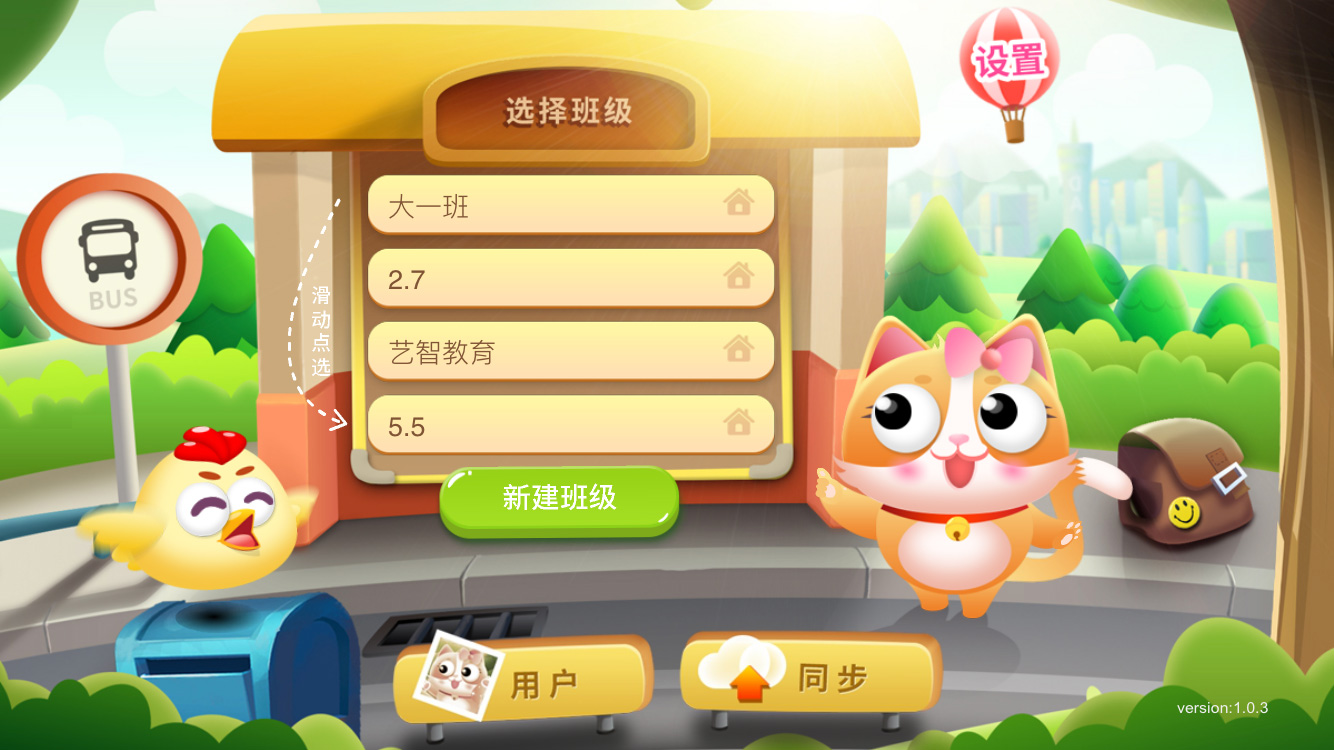 设置
选择班级
大一班
2.7
艺智教育
5.5
滑动点选
BUS
新建班级
用户
同步
version:1.0.3